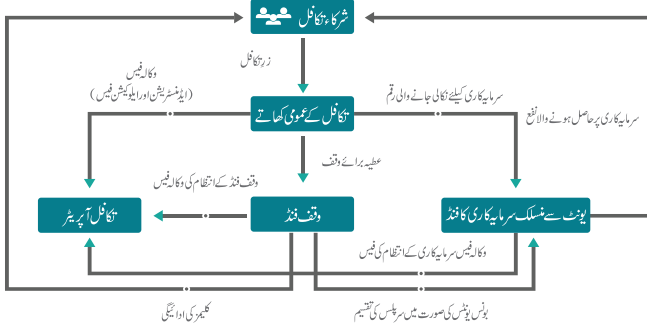 شرکاء تکافل
زرِ تکافل
وکالہ فیس
(ایڈمنسٹریشن اور ایلوکیشن فیس)
سرمایہ کاری کیلئے نکالی جانے والی رقم
تکافل کے عمومی کھاتے
سرمایہ کاری پر حاصل ہونے والا نفع
عطیہ برائے وقف
وقف فنڈ کے انتظام کی وکالہ فیس
یونٹ سے منسلک سرمایہ کاری کا فنڈ
وقف فنڈ
تکافل آپریٹر
وکالہ فیس سرمایہ کاری کے انتظام کی فیس
بونس یونٹس کی صورت میں سرپلس کی تقسیم
کلیمز کی ادائیگی